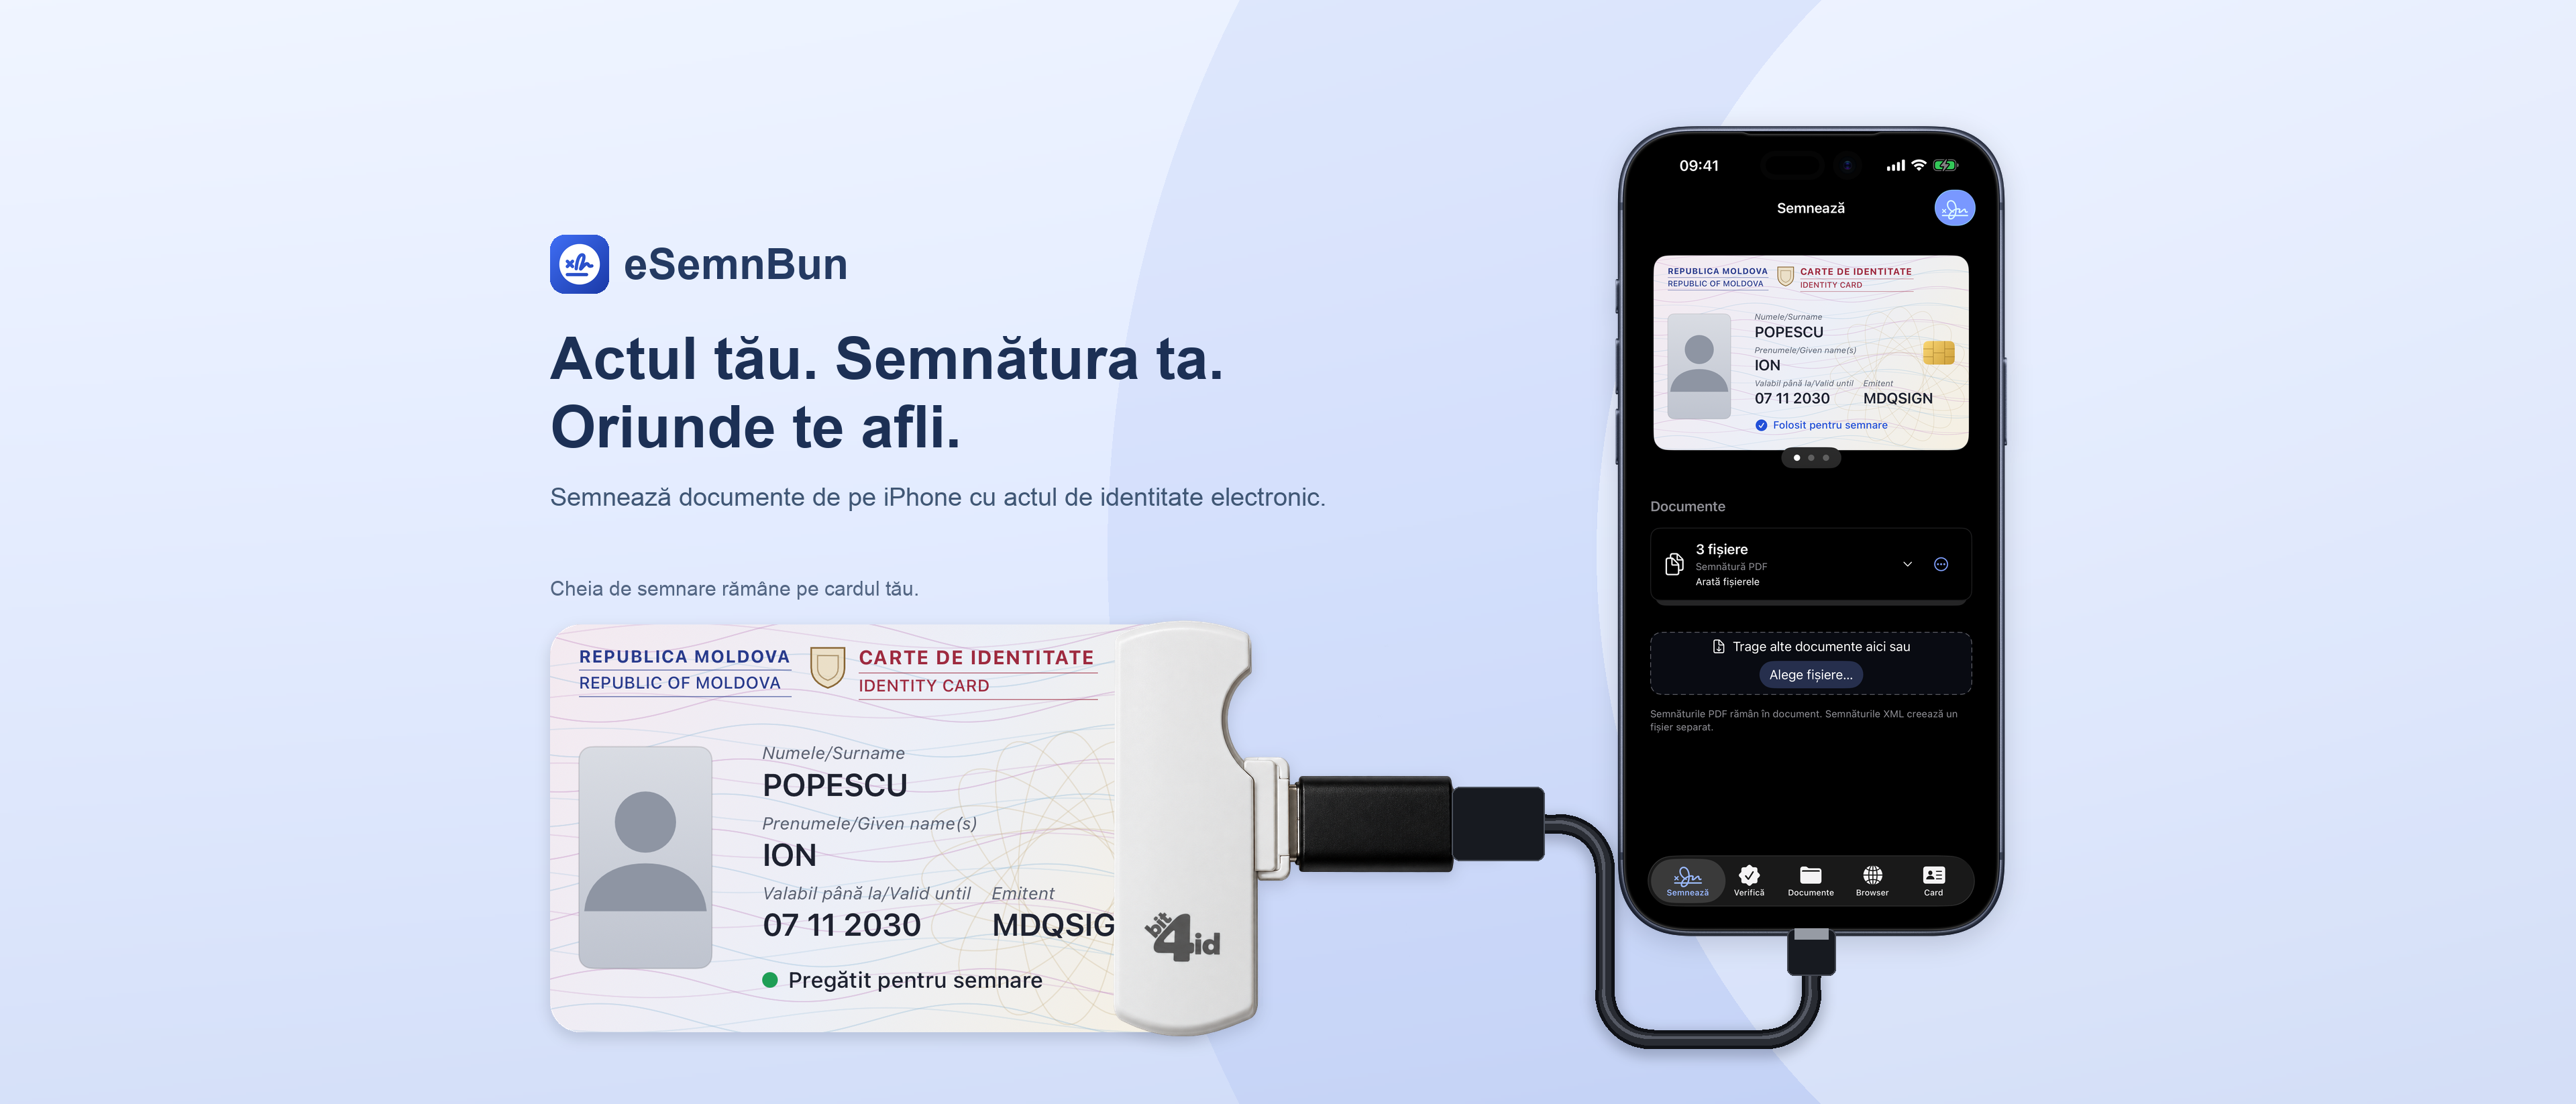 eSemnBun
Actul tău. Semnătura ta.
Oriunde te afli.
Semnează documente de pe iPhone cu actul de identitate electronic.
Cheia de semnare rămâne pe cardul tău.
REPUBLICA MOLDOVA
REPUBLIC OF MOLDOVA
CARTE DE IDENTITATE
IDENTITY CARD
Numele/Surname
POPESCU
Prenumele/Given name(s)
ION
Valabil până la/Valid until Emitent
07 11 2030 MDQSIG
Pregătit pentru semnare
bit4id
09:41
Semnează
REPUBLICA MOLDOVA
REPUBLIC OF MOLDOVA
CARTE DE IDENTITATE
IDENTITY CARD
Numele/Surname
POPESCU
Prenumele/Given name(s)
ION
Valabil până la/Valid until Emitent
07 11 2030 MDQSIGN
Folosit pentru semnare
Documente
3 fișiere
Semnătură PDF
Arată fișierele
Trage alte documente aici sau
Alege fișiere...
Semnăturile PDF rămân în document. Semnăturile XML creează un
fișier separat.
Semnează Verifică Documente Browser Card